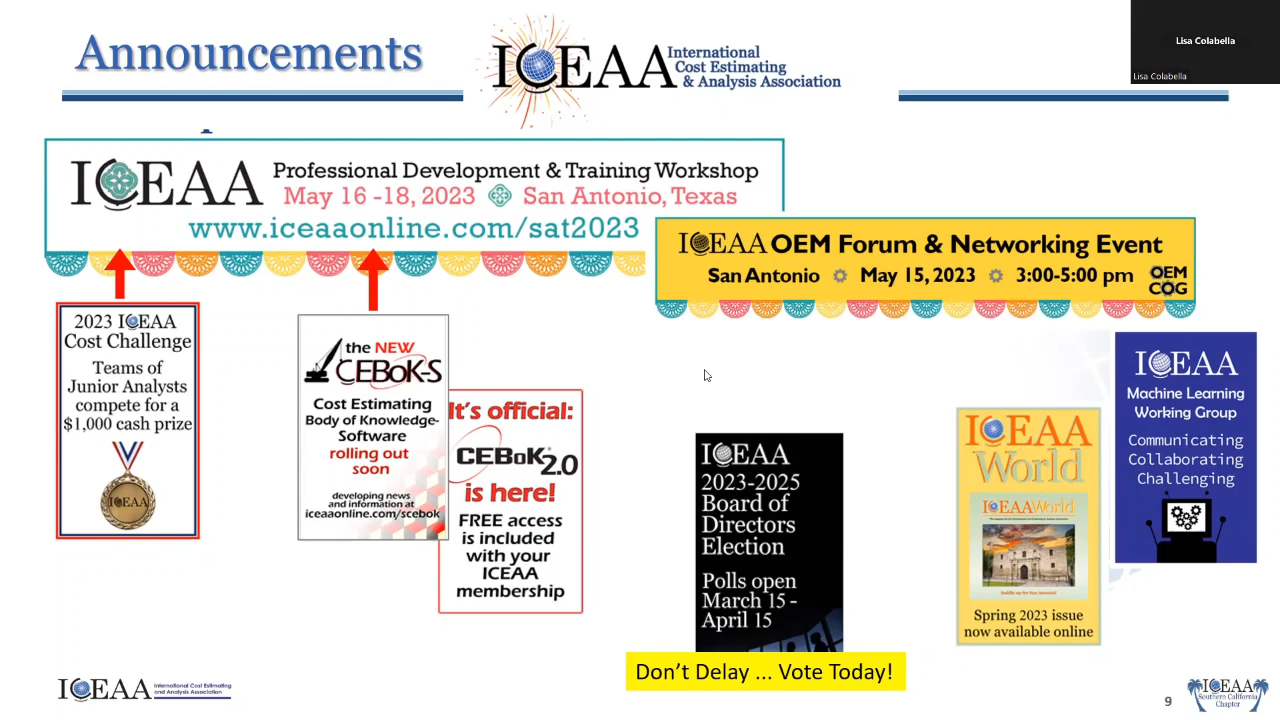 Announcements
ICEAA International
Cost Estimating
& Analysis Association
Lisa Colabella
Lisa Colabella
ICEAA
Professional Development & Training Workshop
May 16 -18, 2023 San Antonio, Texas
www.iceaaonline.com/sat2023
ICEAA OEM Forum & Networking Event
San Antonio May 15, 2023 3:00-5:00 pm
OEM
COG
2023 ICEAA
Cost Challenge
Teams of
Junior Analysts
compete for a
$1,000 cash prize
ICEAA
the NEW
CEBoK-S
Cost Estimating
Body of Knowledge-
Software
rolling out
soon
developing news
and information at
iceaaonline.com/scebok
It's official:
CEBoK 2.0
is here!
FREE access
is included
with your
ICEAA
membership
ICEAA
2023-2025
Board of
Directors
Election
Polls open
March 15 -
April 15
Don't Delay ... Vote Today!
ICEAA
World
ICEAA World
Spring 2023 issue
now available online
ICEAA
Machine Learning
Working Group
Communicating
Collaborating
Challenging
ICEAA International Cost Estimating
and Analysis Association
9
ICEAA
Southern California
Chapter